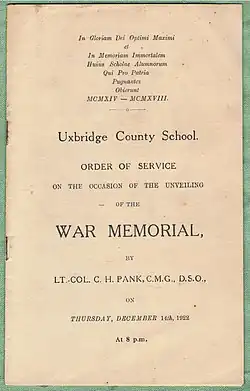 In Gloriam Dei Optimi Maximi
et
In Memoriam Immortalem
Huius Scholae Alumnorum
Qui Pro Patria
Pugnantes
Obierunt
MCMXIV — MCMXVIII.
Uxbridge County School.
ORDER OF SERVICE
ON THE OCCASION OF THE UNVEILING
— OF THE
WAR MEMORIAL,
BY
LT.-COL. C. H. PANK, C.M.G., D.S.O.,
ON
THURSDAY, DECEMBER 14th, 1922
At 8 p.m.